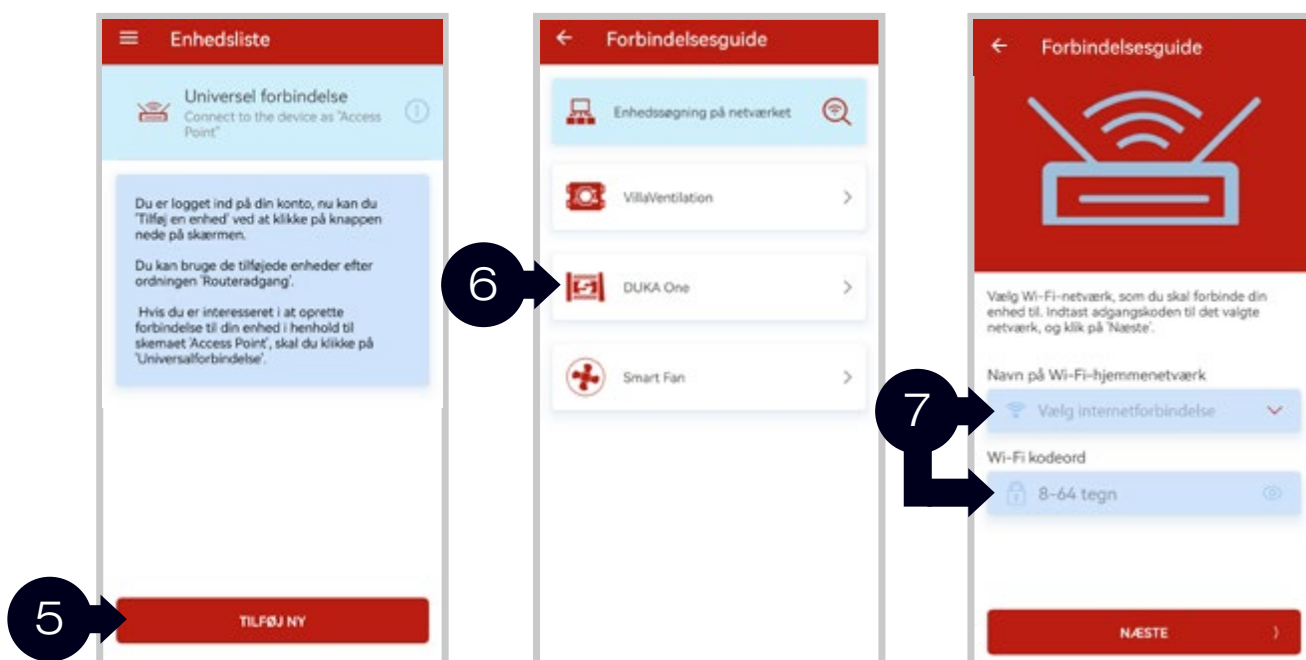 Enhedsliste
Universel forbindelse
Connect to the device as "Access
Point"
Du er logget ind på din konto, nu kan du
'Tilføj en enhed' ved at klikke på knappen
nede på skærmen.
Du kan bruge de tilføjede enheder efter
ordningen 'Routeradgang'.
Hvis du er interesseret i at oprette
forbindelse til din enhed i henhold til
skemaet 'Access Point', skal du klikke på
'Universalforbindelse'.
5
TILFØJ NY
Forbindelsesguide
Enhedssøgning på netværket
VillaVentilation
6
DUKA One
Smart Fan
Forbindelsesguide
Vælg Wi-Fi-netværk, som du skal forbinde din
enhed til. Indtast adgangskoden til det valgte
netværk, og klik på 'Næste'.
Navn på Wi-Fi-hjemmenetværk
7
Vælg internetforbindelse
Wi-Fi kodeord
8-64 tegn
NÆSTE